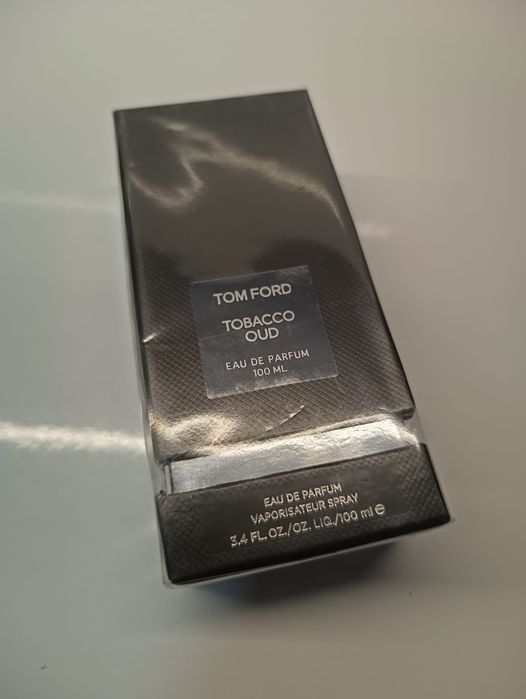 TOM FORD
TOBACCO
OUD
EAU DE PARFUM
100 ML
EAU DE PARFUM
VAPORISATEUR SPRAY
3.4 FL.OZ./OZ. LIQ./100 ml ℮